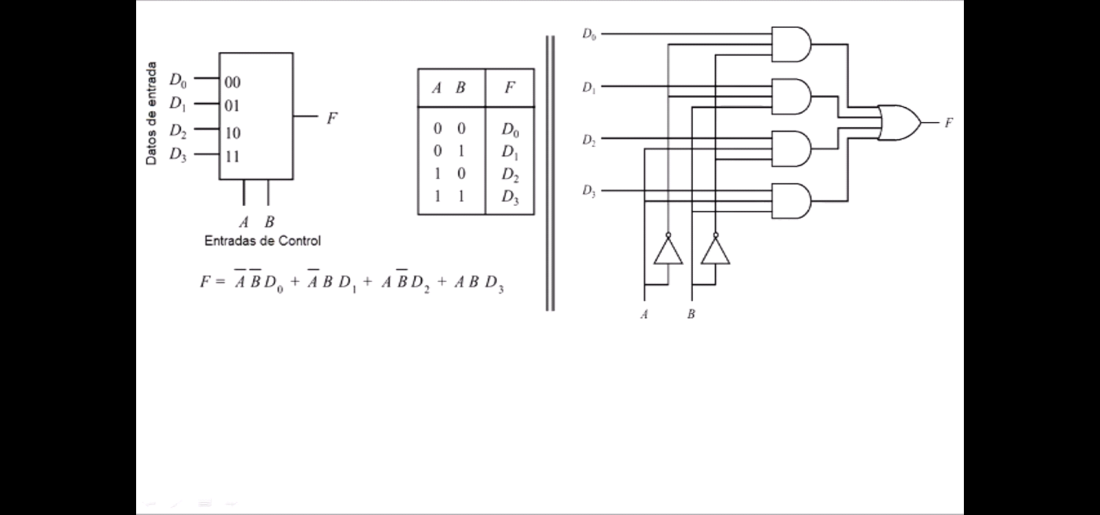 Datos de entrada
D₀ 00
D₁ 01
D₂ 10
D₃ 11
F
A B
Entradas de Control
A B F
0 0 D₀
0 1 D₁
1 0 D₂
1 1 D₃
F = A̅ B̅ D₀ + A̅ B D₁ + A B̅ D₂ + A B D₃
D₀
D₁
D₂
D₃
F
A B